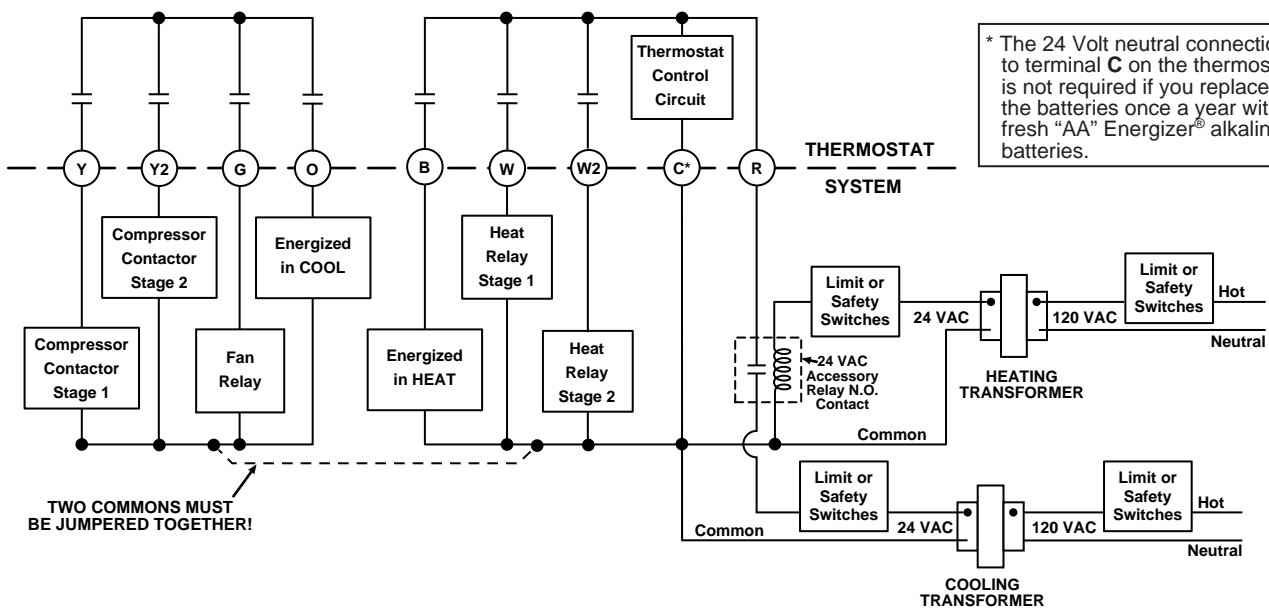 Thermostat
Control
Circuit
* The 24 Volt neutral connectio
to terminal C on the thermos
is not required if you replace
the batteries once a year wit
fresh “AA” Energizer® alkalin
batteries.
Y
Y2
G
O
B
W
W2
C*
R
THERMOSTAT
SYSTEM
Compressor
Contactor
Stage 2
Energized
in COOL
Heat
Relay
Stage 1
Limit or
Safety
Switches
24 VAC
120 VAC
Limit or
Safety
Switches
Hot
Neutral
HEATING
TRANSFORMER
Compressor
Contactor
Stage 1
Fan
Relay
Energized
in HEAT
Heat
Relay
Stage 2
24 VAC
Accessory
Relay N.O.
Contact
Common
TWO COMMONS MUST
BE JUMPERED TOGETHER!
Common
Limit or
Safety
Switches
24 VAC
120 VAC
Limit or
Safety
Switches
Hot
Neutral
COOLING
TRANSFORMER